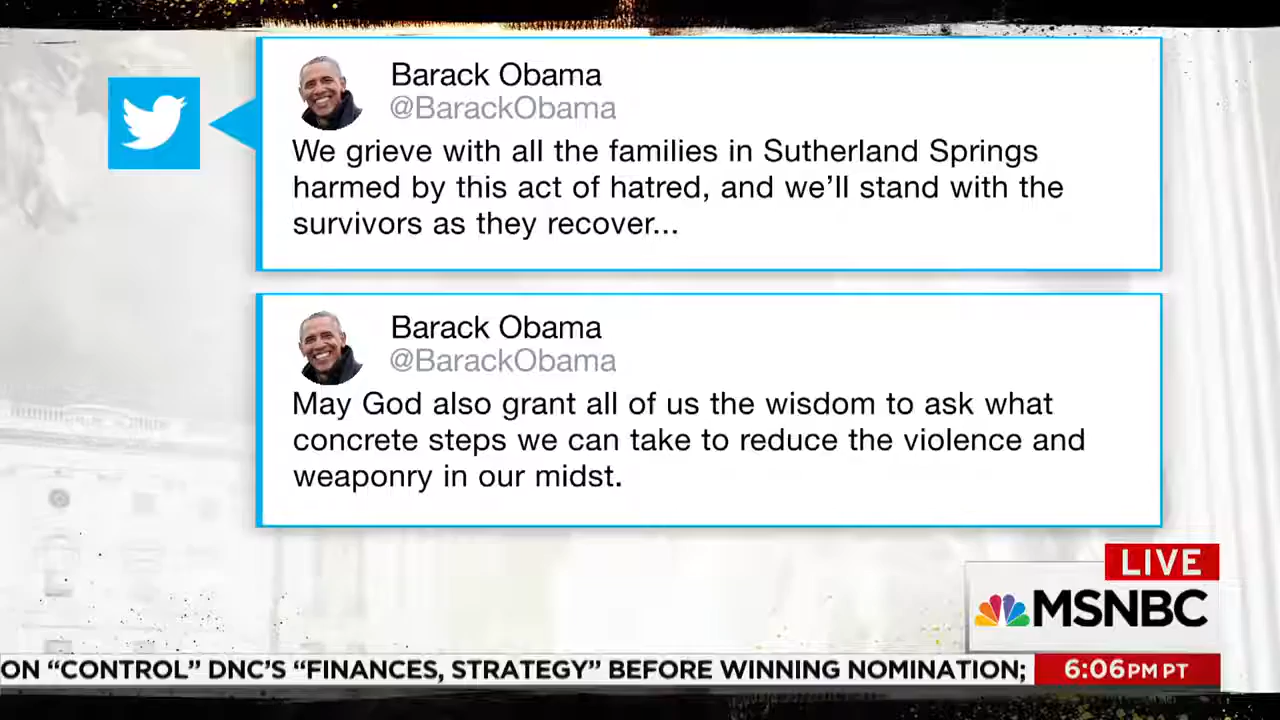 Barack Obama
@BarackObama
We grieve with all the families in Sutherland Springs
harmed by this act of hatred, and we’ll stand with the
survivors as they recover...
Barack Obama
@BarackObama
May God also grant all of us the wisdom to ask what
concrete steps we can take to reduce the violence and
weaponry in our midst.
LIVE
MSNBC
ON “CONTROL” DNC’S “FINANCES, STRATEGY” BEFORE WINNING NOMINATION;
6:06PM PT